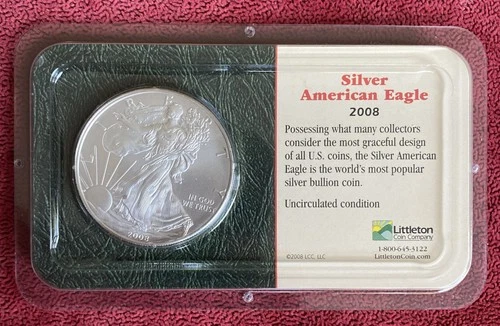 LIBERTY
IN GOD
WE TRUST
2008
Silver
American Eagle
2008
Possessing what many collectors
consider the most graceful design
of all U.S. coins, the Silver American
Eagle is the world's most popular
silver bullion coin.
Uncirculated condition
Littleton
Coin Company
1-800-645-3122
©2008 LCC, LLC
LittletonCoin.com